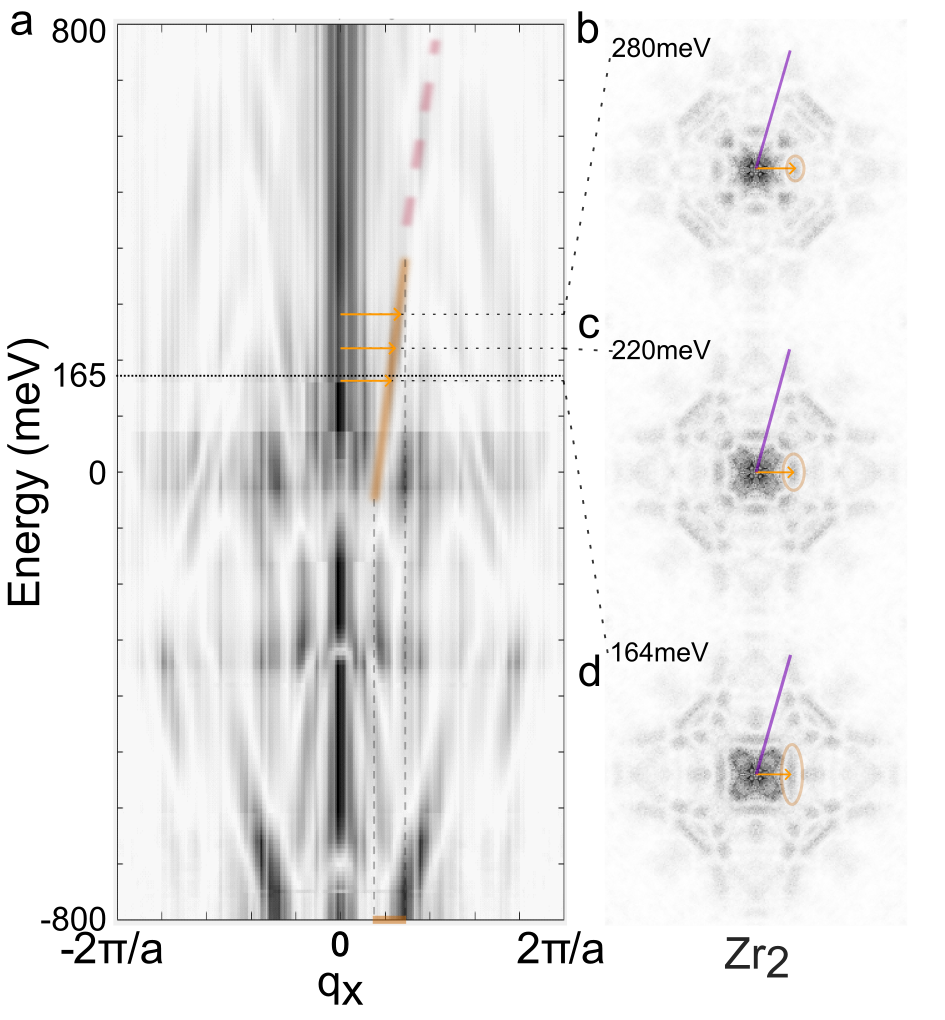 a
800
165
0
-800
Energy (meV)
-2π/a
0
2π/a
qx
b
280meV
c
220meV
d
164meV
Zr2